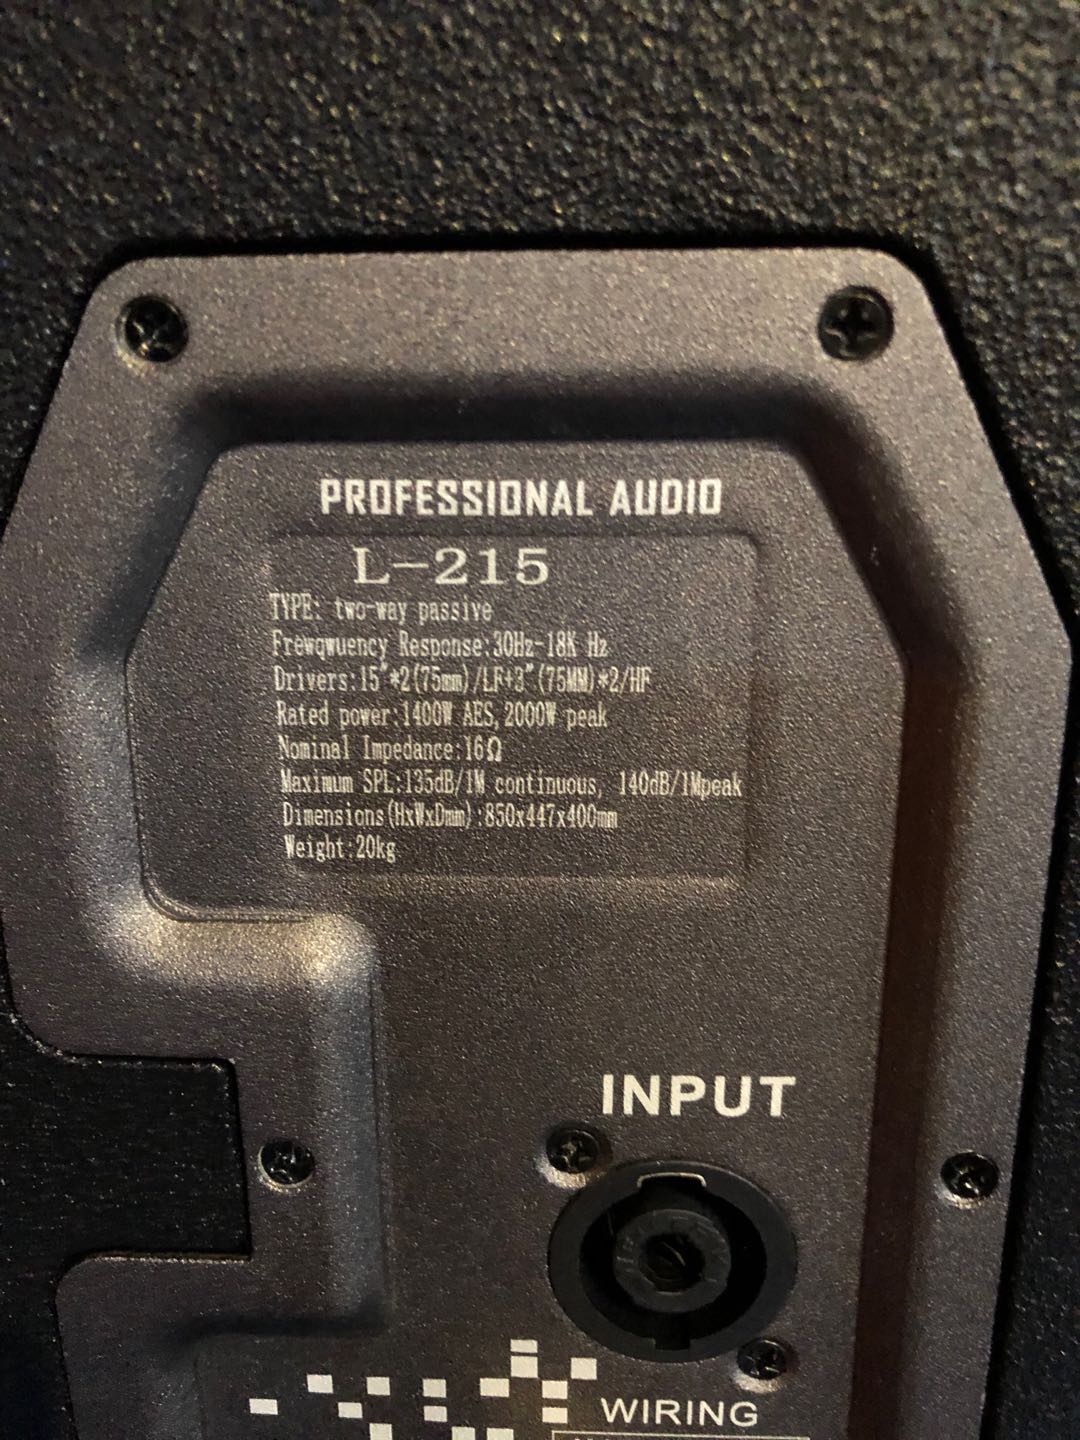 PROFESSIONAL AUDIO
L-215
TYPE: two-way passive
Frewqwuency Response:30Hz-18K Hz
Drivers:15"*2(75mm)/LF+3"(75MM)*2/HF
Rated power:1400W AES,2000W peak
Nominal Impedance:16Ω
Maximum SPL:135dB/1M continuous, 140dB/1Mpeak
Dimensions(HxWxDmm):850x447x400mm
Weight:20kg
INPUT
WIRING